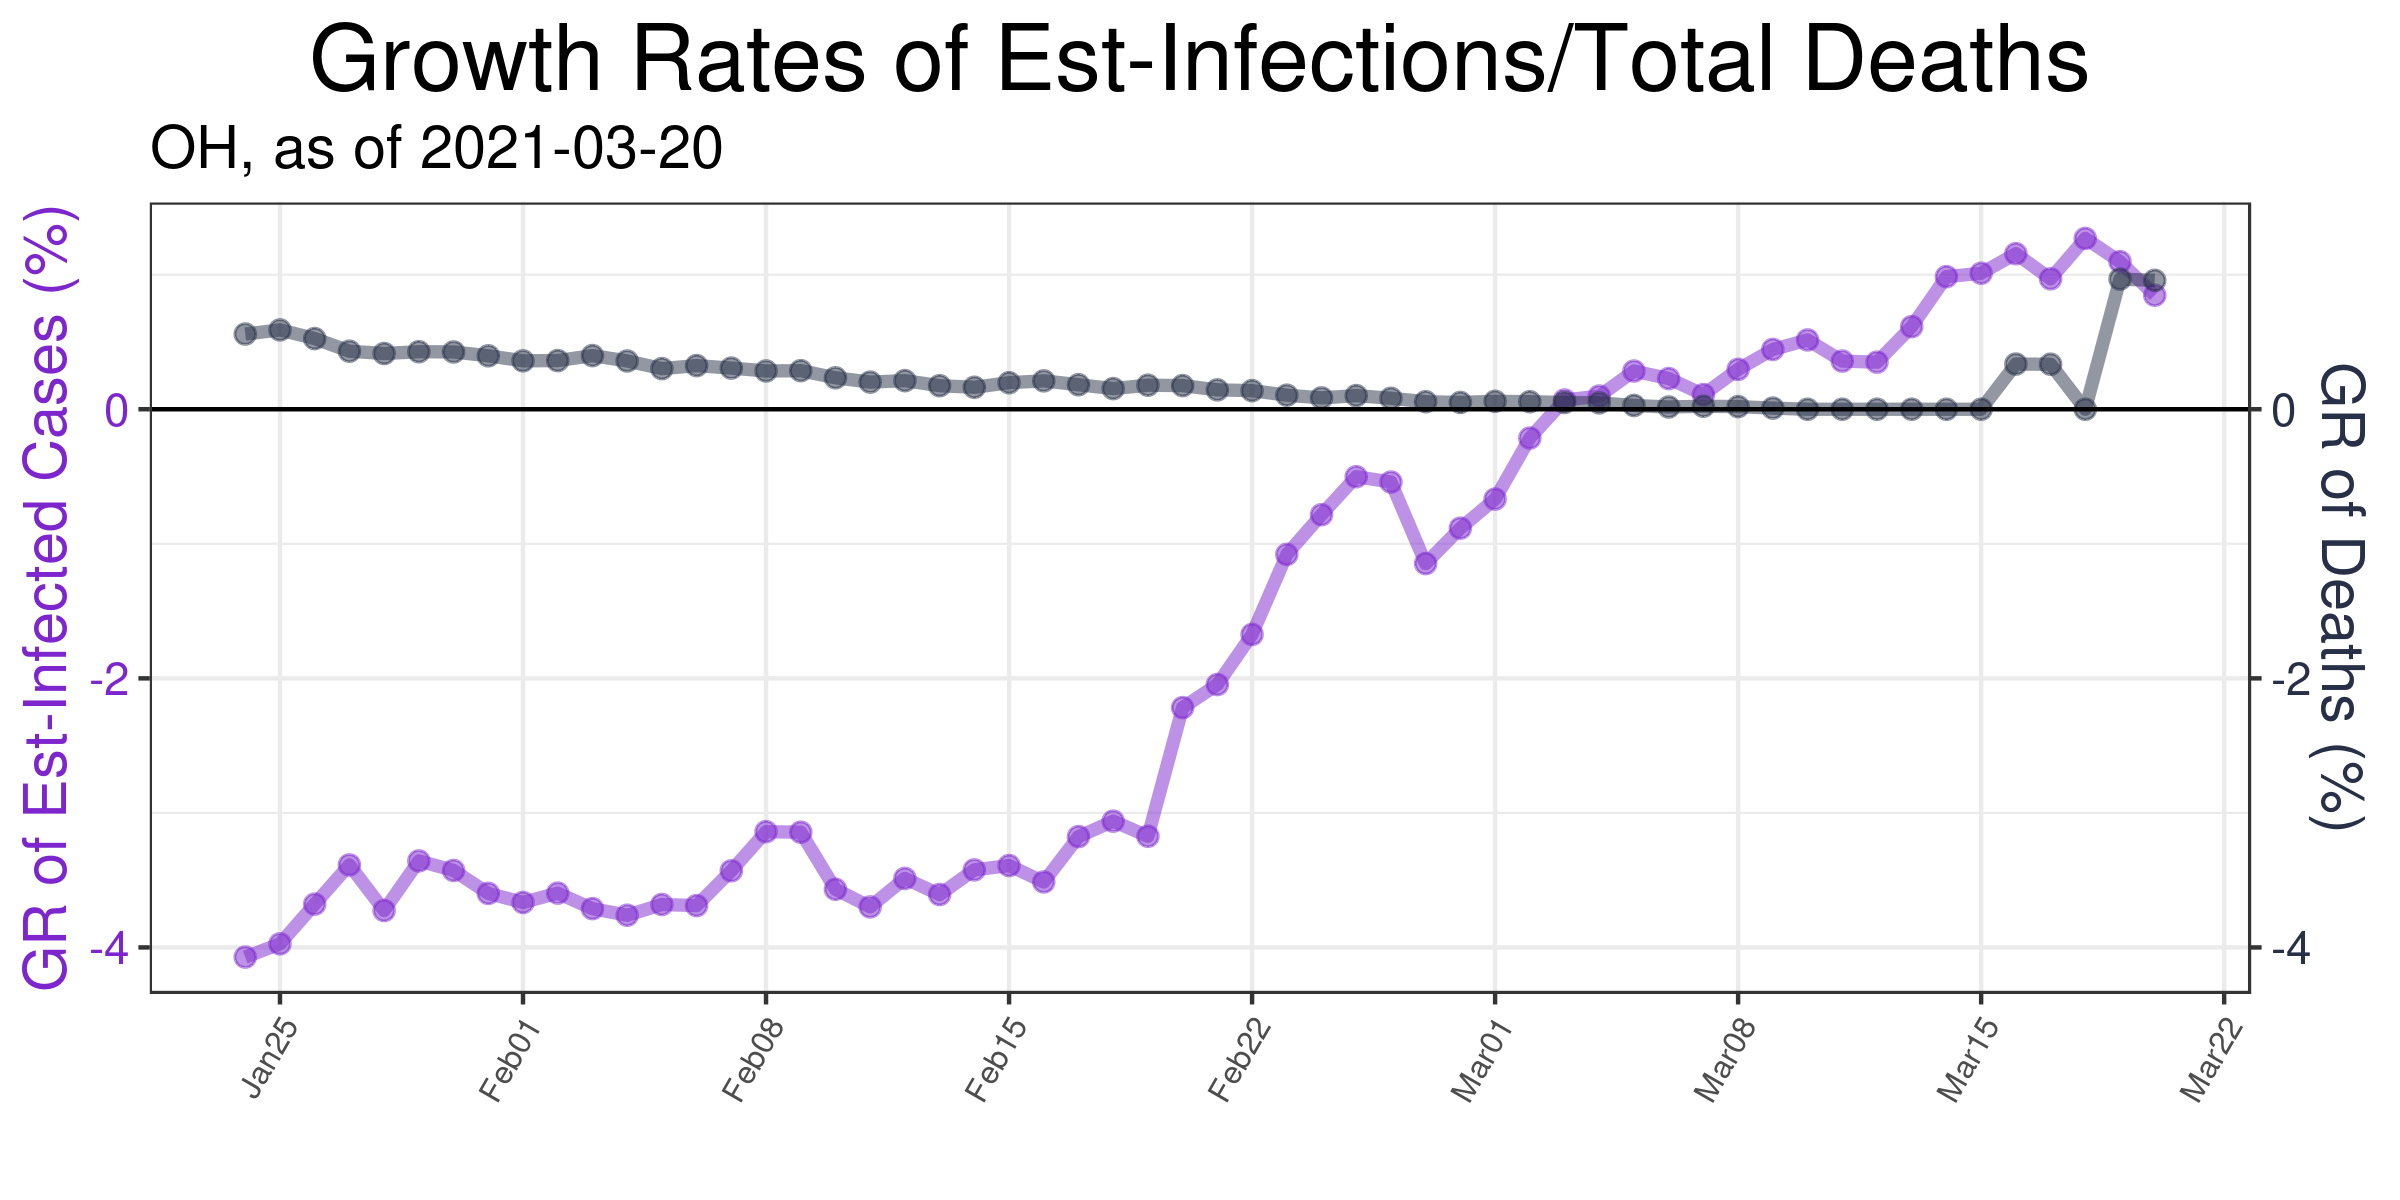 Growth Rates of Est-Infections/Total Deaths
OH, as of 2021-03-20
GR of Est-Infected Cases (%)
0
-2
-4
0
-2
-4
GR of Deaths (%)
Jan25
Feb01
Feb08
Feb15
Feb22
Mar01
Mar08
Mar15
Mar22